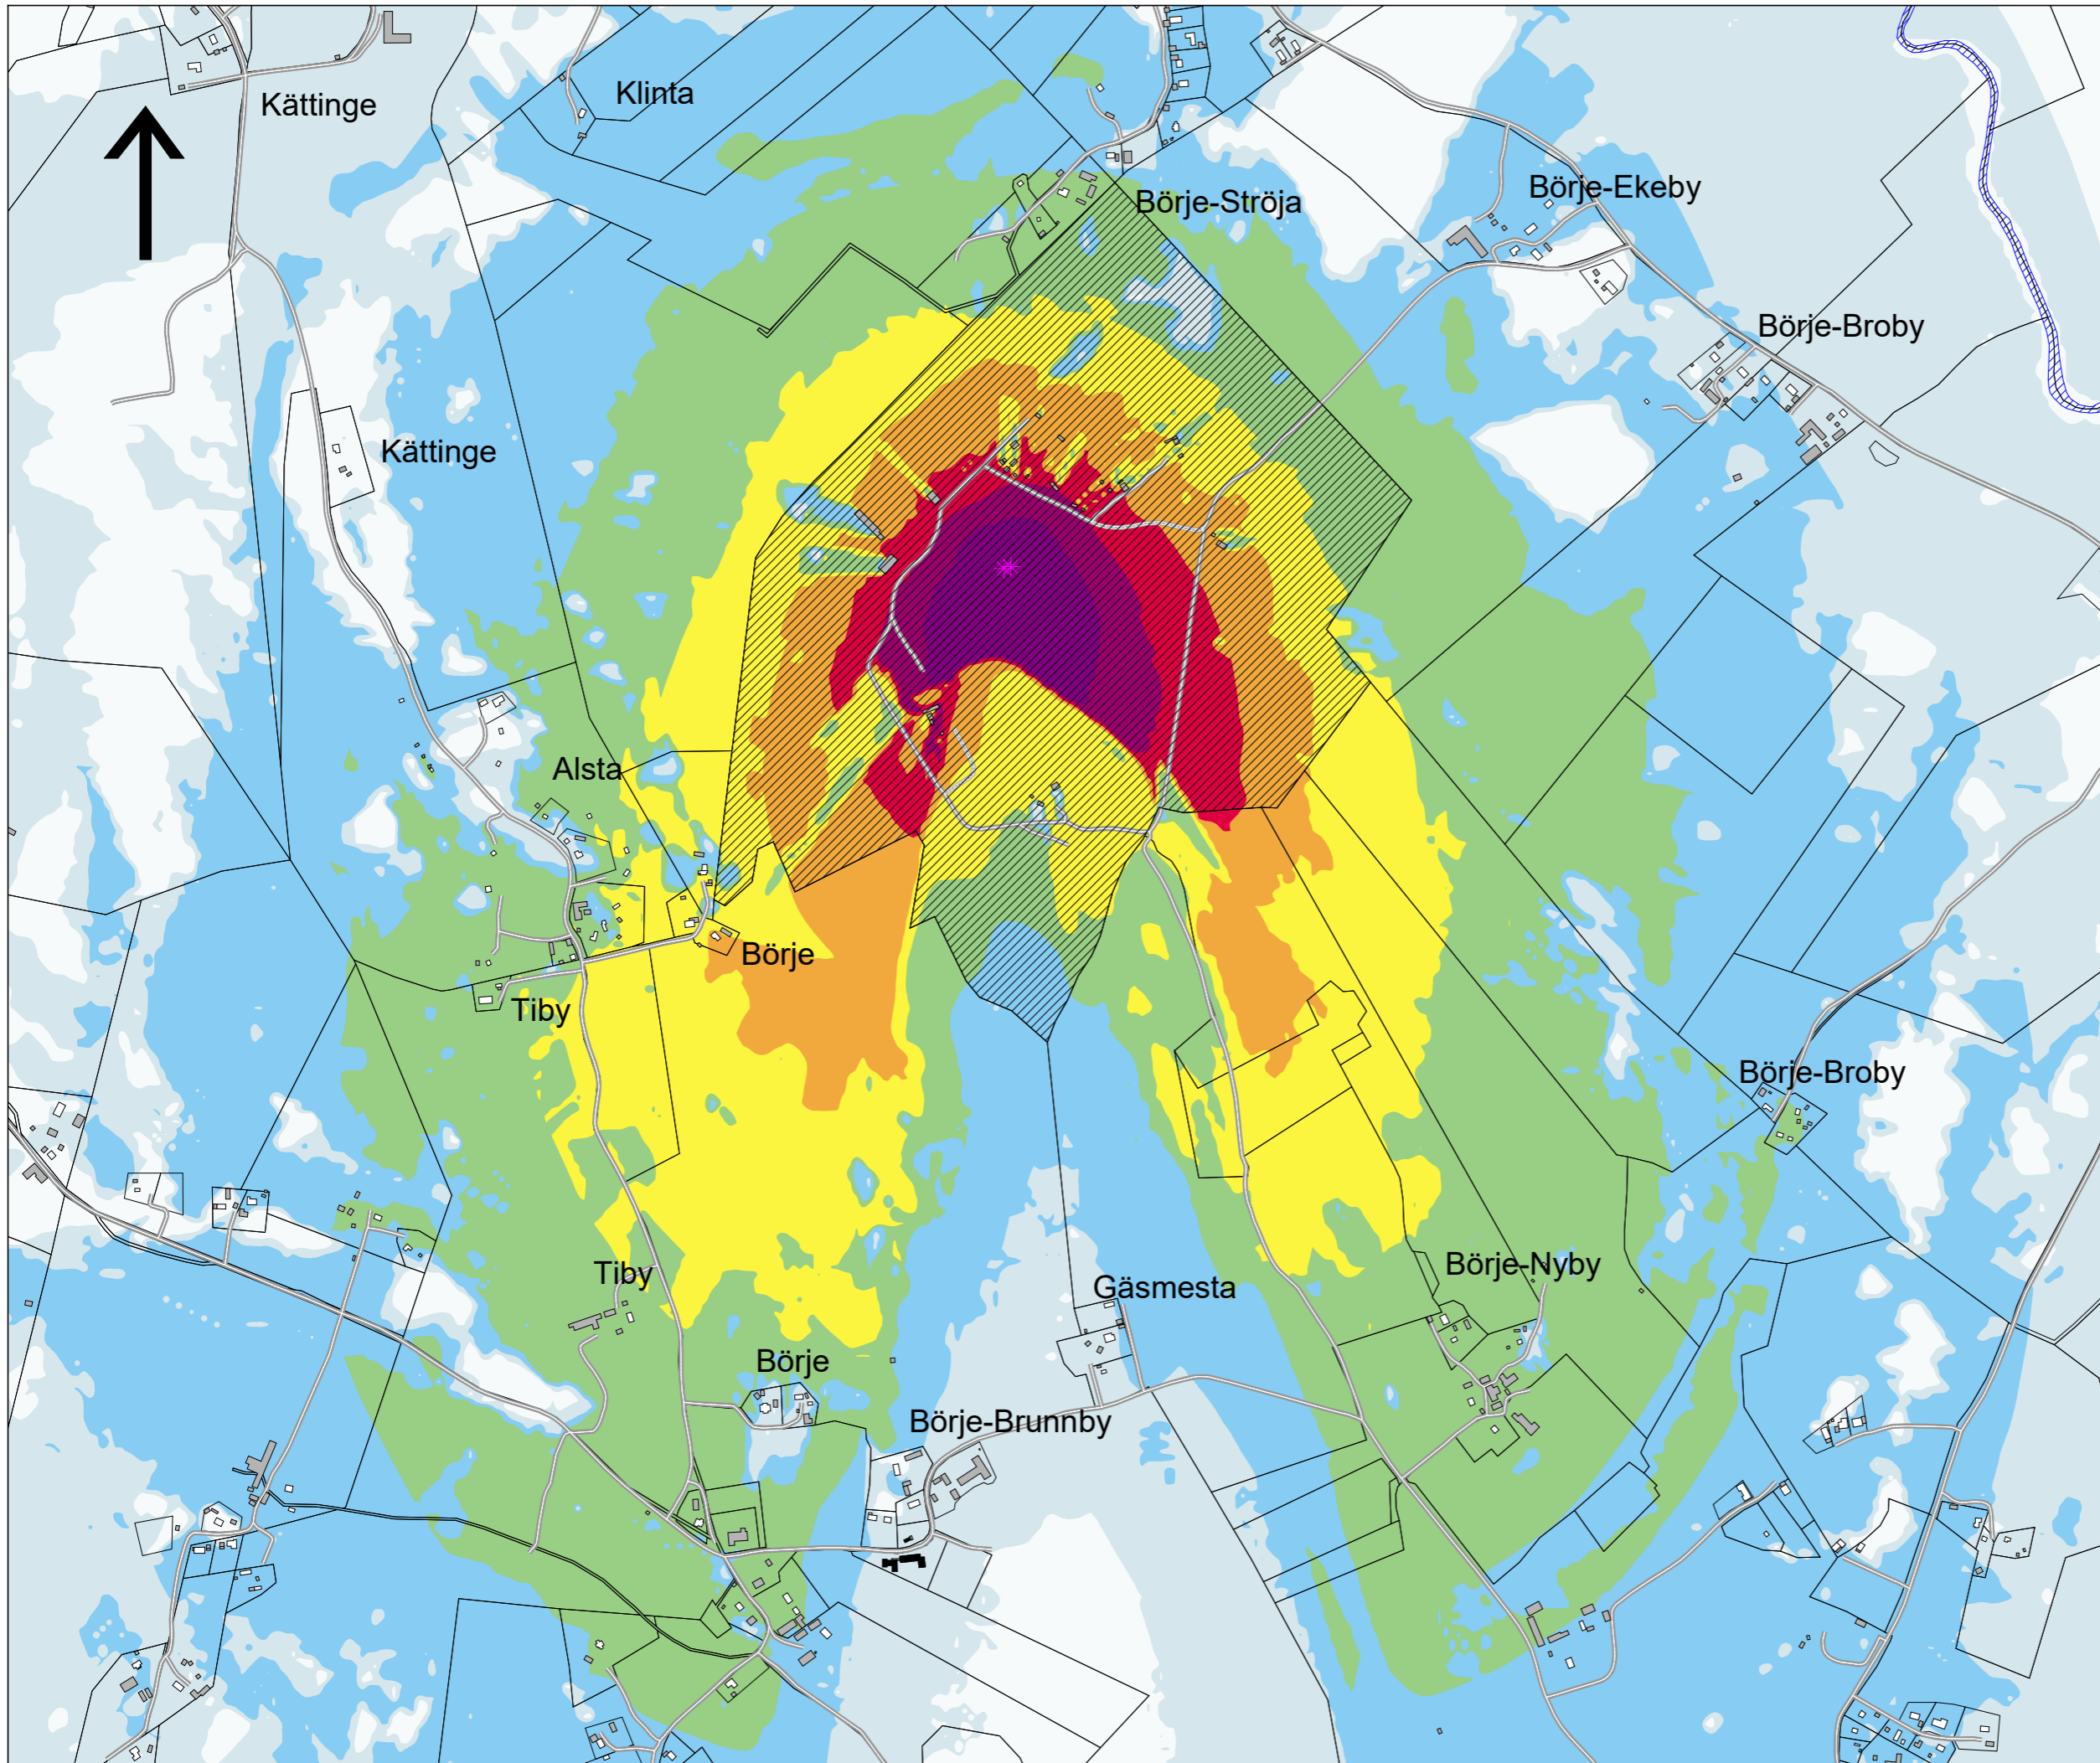 Klinta
Kättinge
Börje-Ekeby
Börje-Ströja
Börje-Broby
Kättinge
Alsta
Börje
Tiby
Börje-Broby
Börje-Nyby
Tiby
Gäsmesta
Börje
Börje-Brunnby